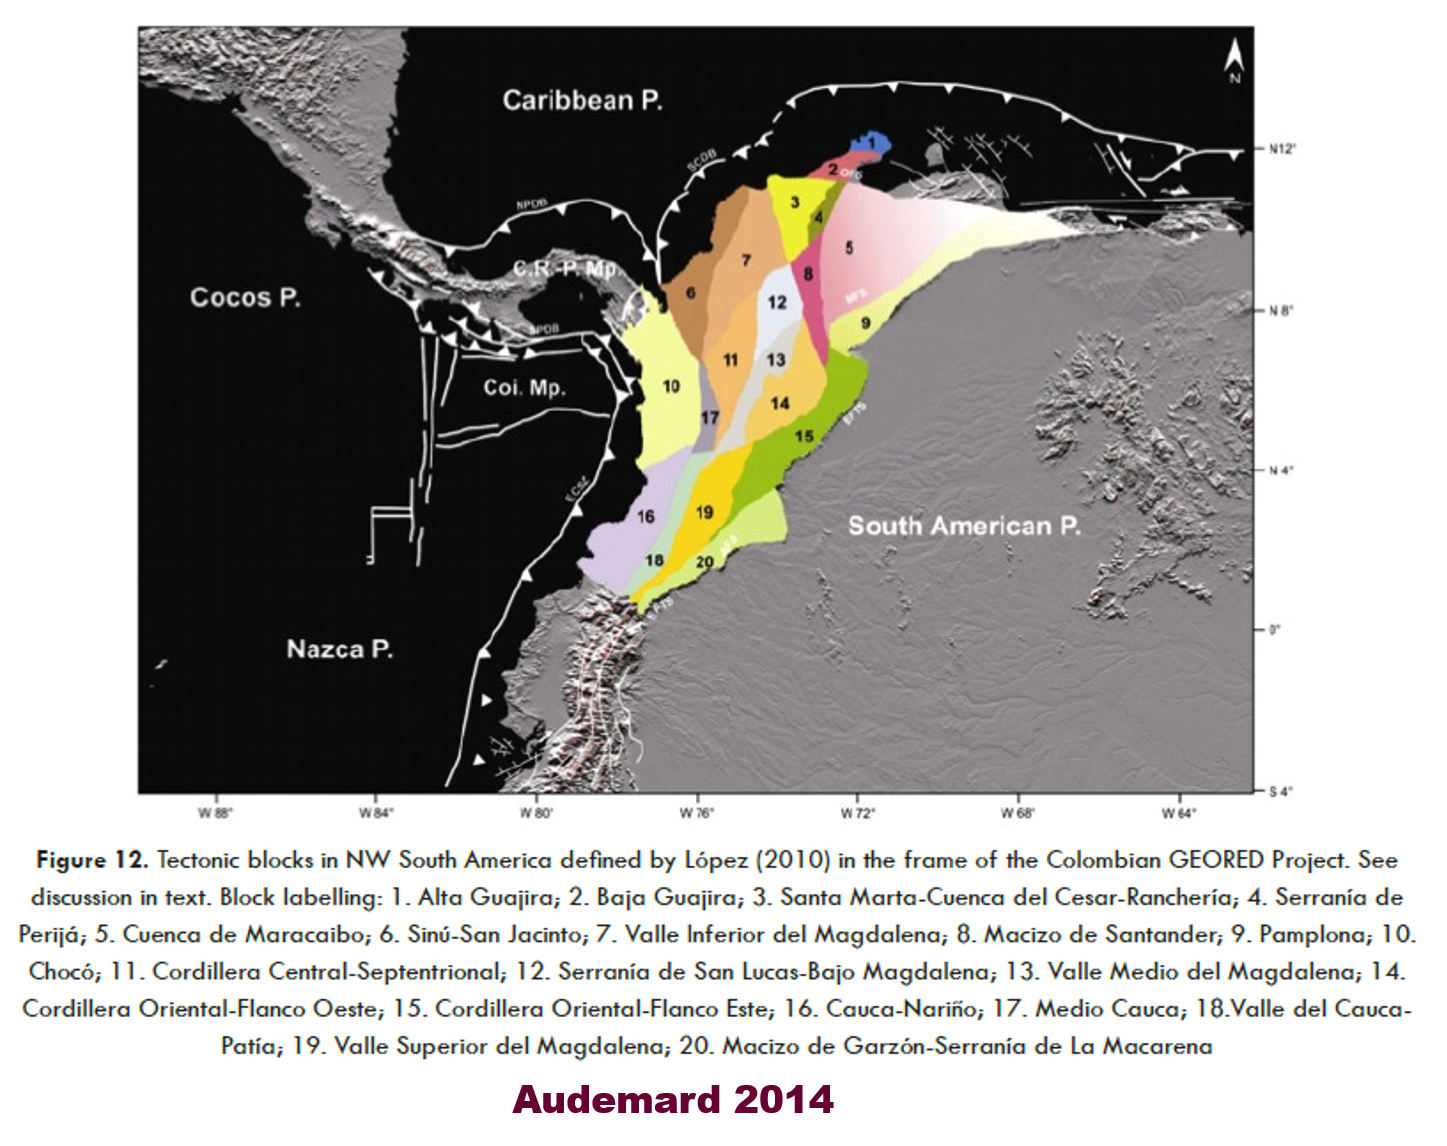 N
Caribbean P.
1
N12°
SCDB
2
OFS
3
NPDB
4
5
7
C.R.-P. Mp.
8
Cocos P.
6
12
MFS
N 8°
9
SPDB
11
13
Coi. Mp.
10
14
17
EFTS
15
N 4°
ECSZ
16
19
South American P.
AFS
18
20
EFTS
0°
Nazca P.
S 4°
W 88°
W 84°
W 80°
W 76°
W 72°
W 68°
W 64°
Figure 12. Tectonic blocks in NW South America defined by López (2010) in the frame of the Colombian GEORED Project. See
discussion in text. Block labelling: 1. Alta Guajira; 2. Baja Guajira; 3. Santa Marta-Cuenca del Cesar-Ranchería; 4. Serranía de
Perijá; 5. Cuenca de Maracaibo; 6. Sinú-San Jacinto; 7. Valle Inferior del Magdalena; 8. Macizo de Santander; 9. Pamplona; 10.
Chocó; 11. Cordillera Central-Septentrional; 12. Serranía de San Lucas-Bajo Magdalena; 13. Valle Medio del Magdalena; 14.
Cordillera Oriental-Flanco Oeste; 15. Cordillera Oriental-Flanco Este; 16. Cauca-Nariño; 17. Medio Cauca; 18.Valle del Cauca-
Patía; 19. Valle Superior del Magdalena; 20. Macizo de Garzón-Serranía de La Macarena
Audemard 2014